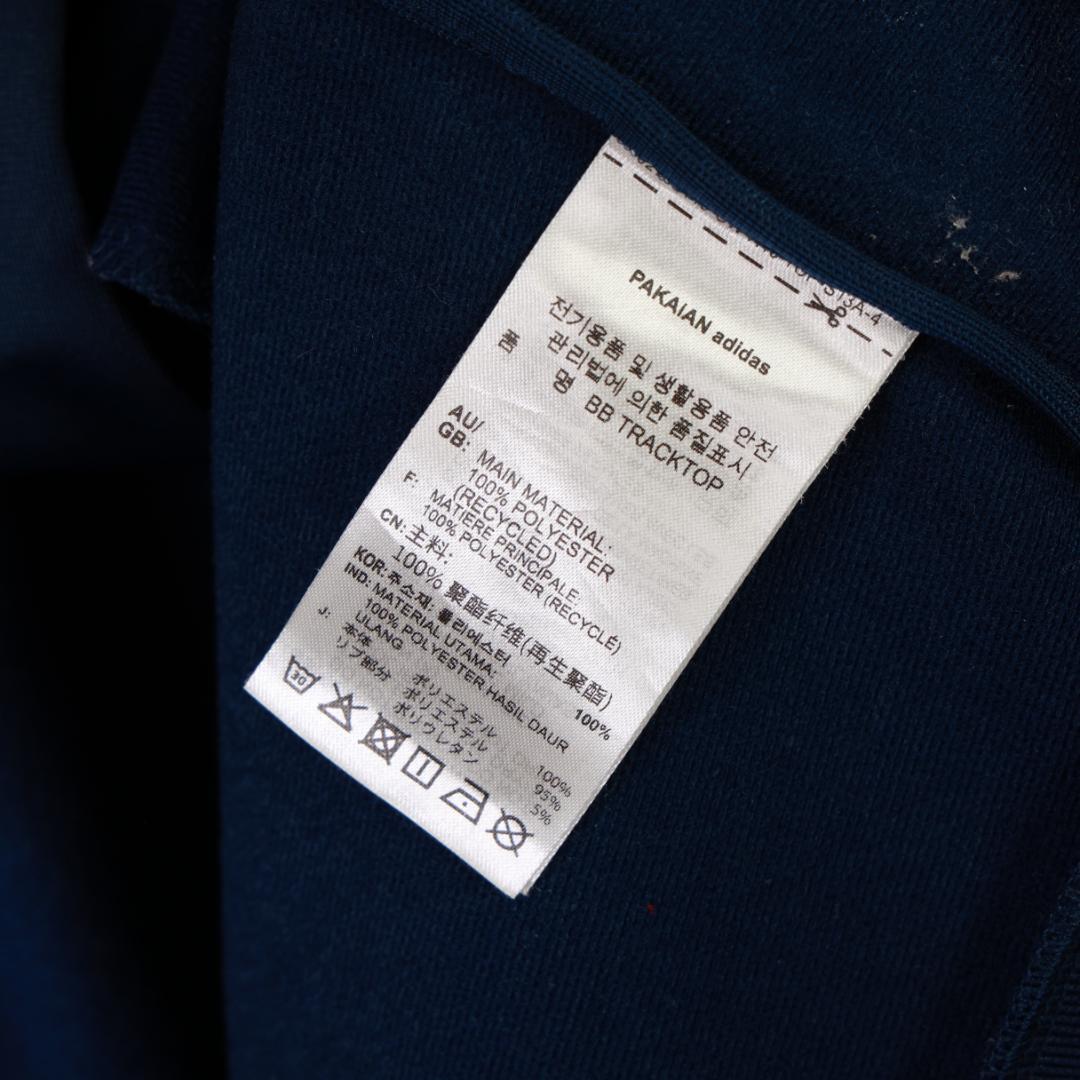 S13A-4
PAKAIAN adidas
전기용품 및 생활용품 안전
관리법에 의한 품질표시
품 명 BB TRACKTOP
AU/
GB: MAIN MATERIAL:
100% POLYESTER
(RECYCLED)
F: MATIERE PRINCIPALE:
100% POLYESTER (RECYCLÉ)
CN: 主料:
100% 聚酯纤维(再生聚酯)
KOR: 주소재: 폴리에스터 100%
IND: MATERIAL UTAMA:
100% POLYESTER HASIL DAUR
ULANG
J: 本体 ポリエステル 100%
リブ部分 ポリエステル 95%
ポリウレタン 5%
30